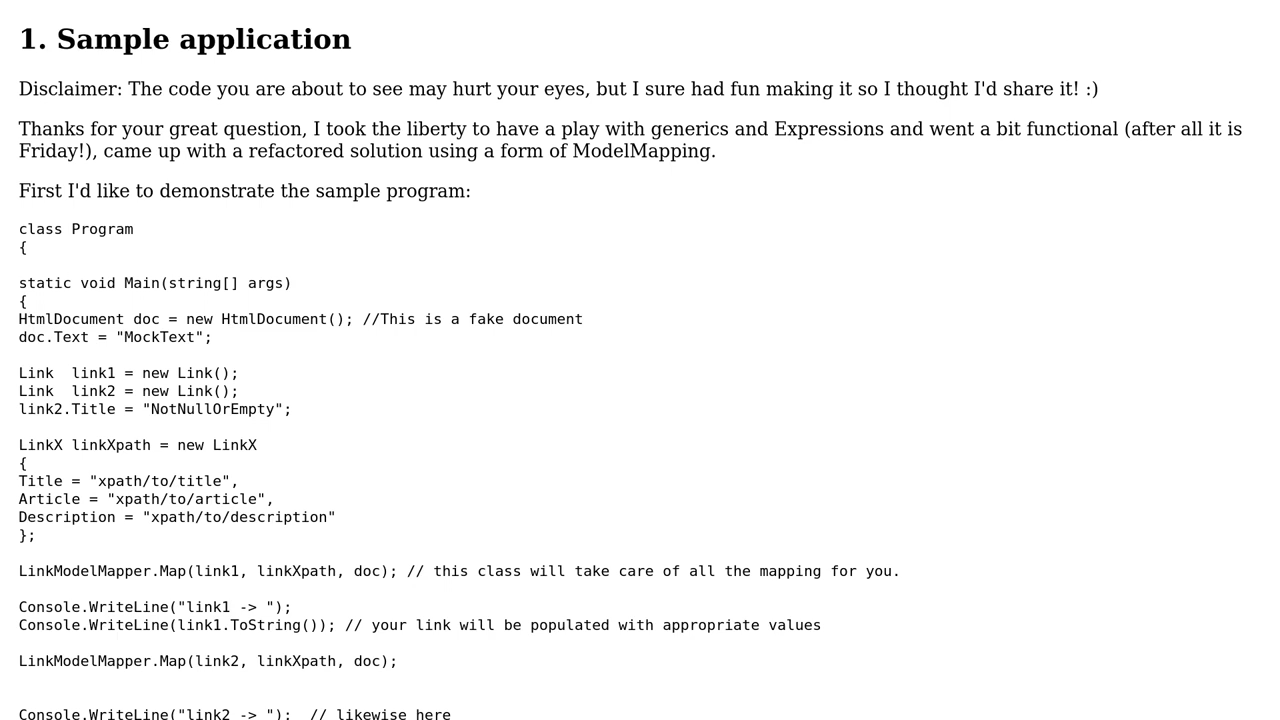 1. Sample application
Disclaimer: The code you are about to see may hurt your eyes, but I sure had fun making it so I thought I'd share it! :)
Thanks for your great question, I took the liberty to have a play with generics and Expressions and went a bit functional (after all it is
Friday!), came up with a refactored solution using a form of ModelMapping.
First I'd like to demonstrate the sample program:
class Program
{
static void Main(string[] args)
{
HtmlDocument doc = new HtmlDocument(); //This is a fake document
doc.Text = "MockText";
Link  link1 = new Link();
Link  link2 = new Link();
link2.Title = "NotNullOrEmpty";
LinkX linkXpath = new LinkX
{
Title = "xpath/to/title",
Article = "xpath/to/article",
Description = "xpath/to/description"
};
LinkModelMapper.Map(link1, linkXpath, doc); // this class will take care of all the mapping for you.
Console.WriteLine("link1 -> ");
Console.WriteLine(link1.ToString()); // your link will be populated with appropriate values
LinkModelMapper.Map(link2, linkXpath, doc);
Console.WriteLine("link2 -> ");  // likewise here